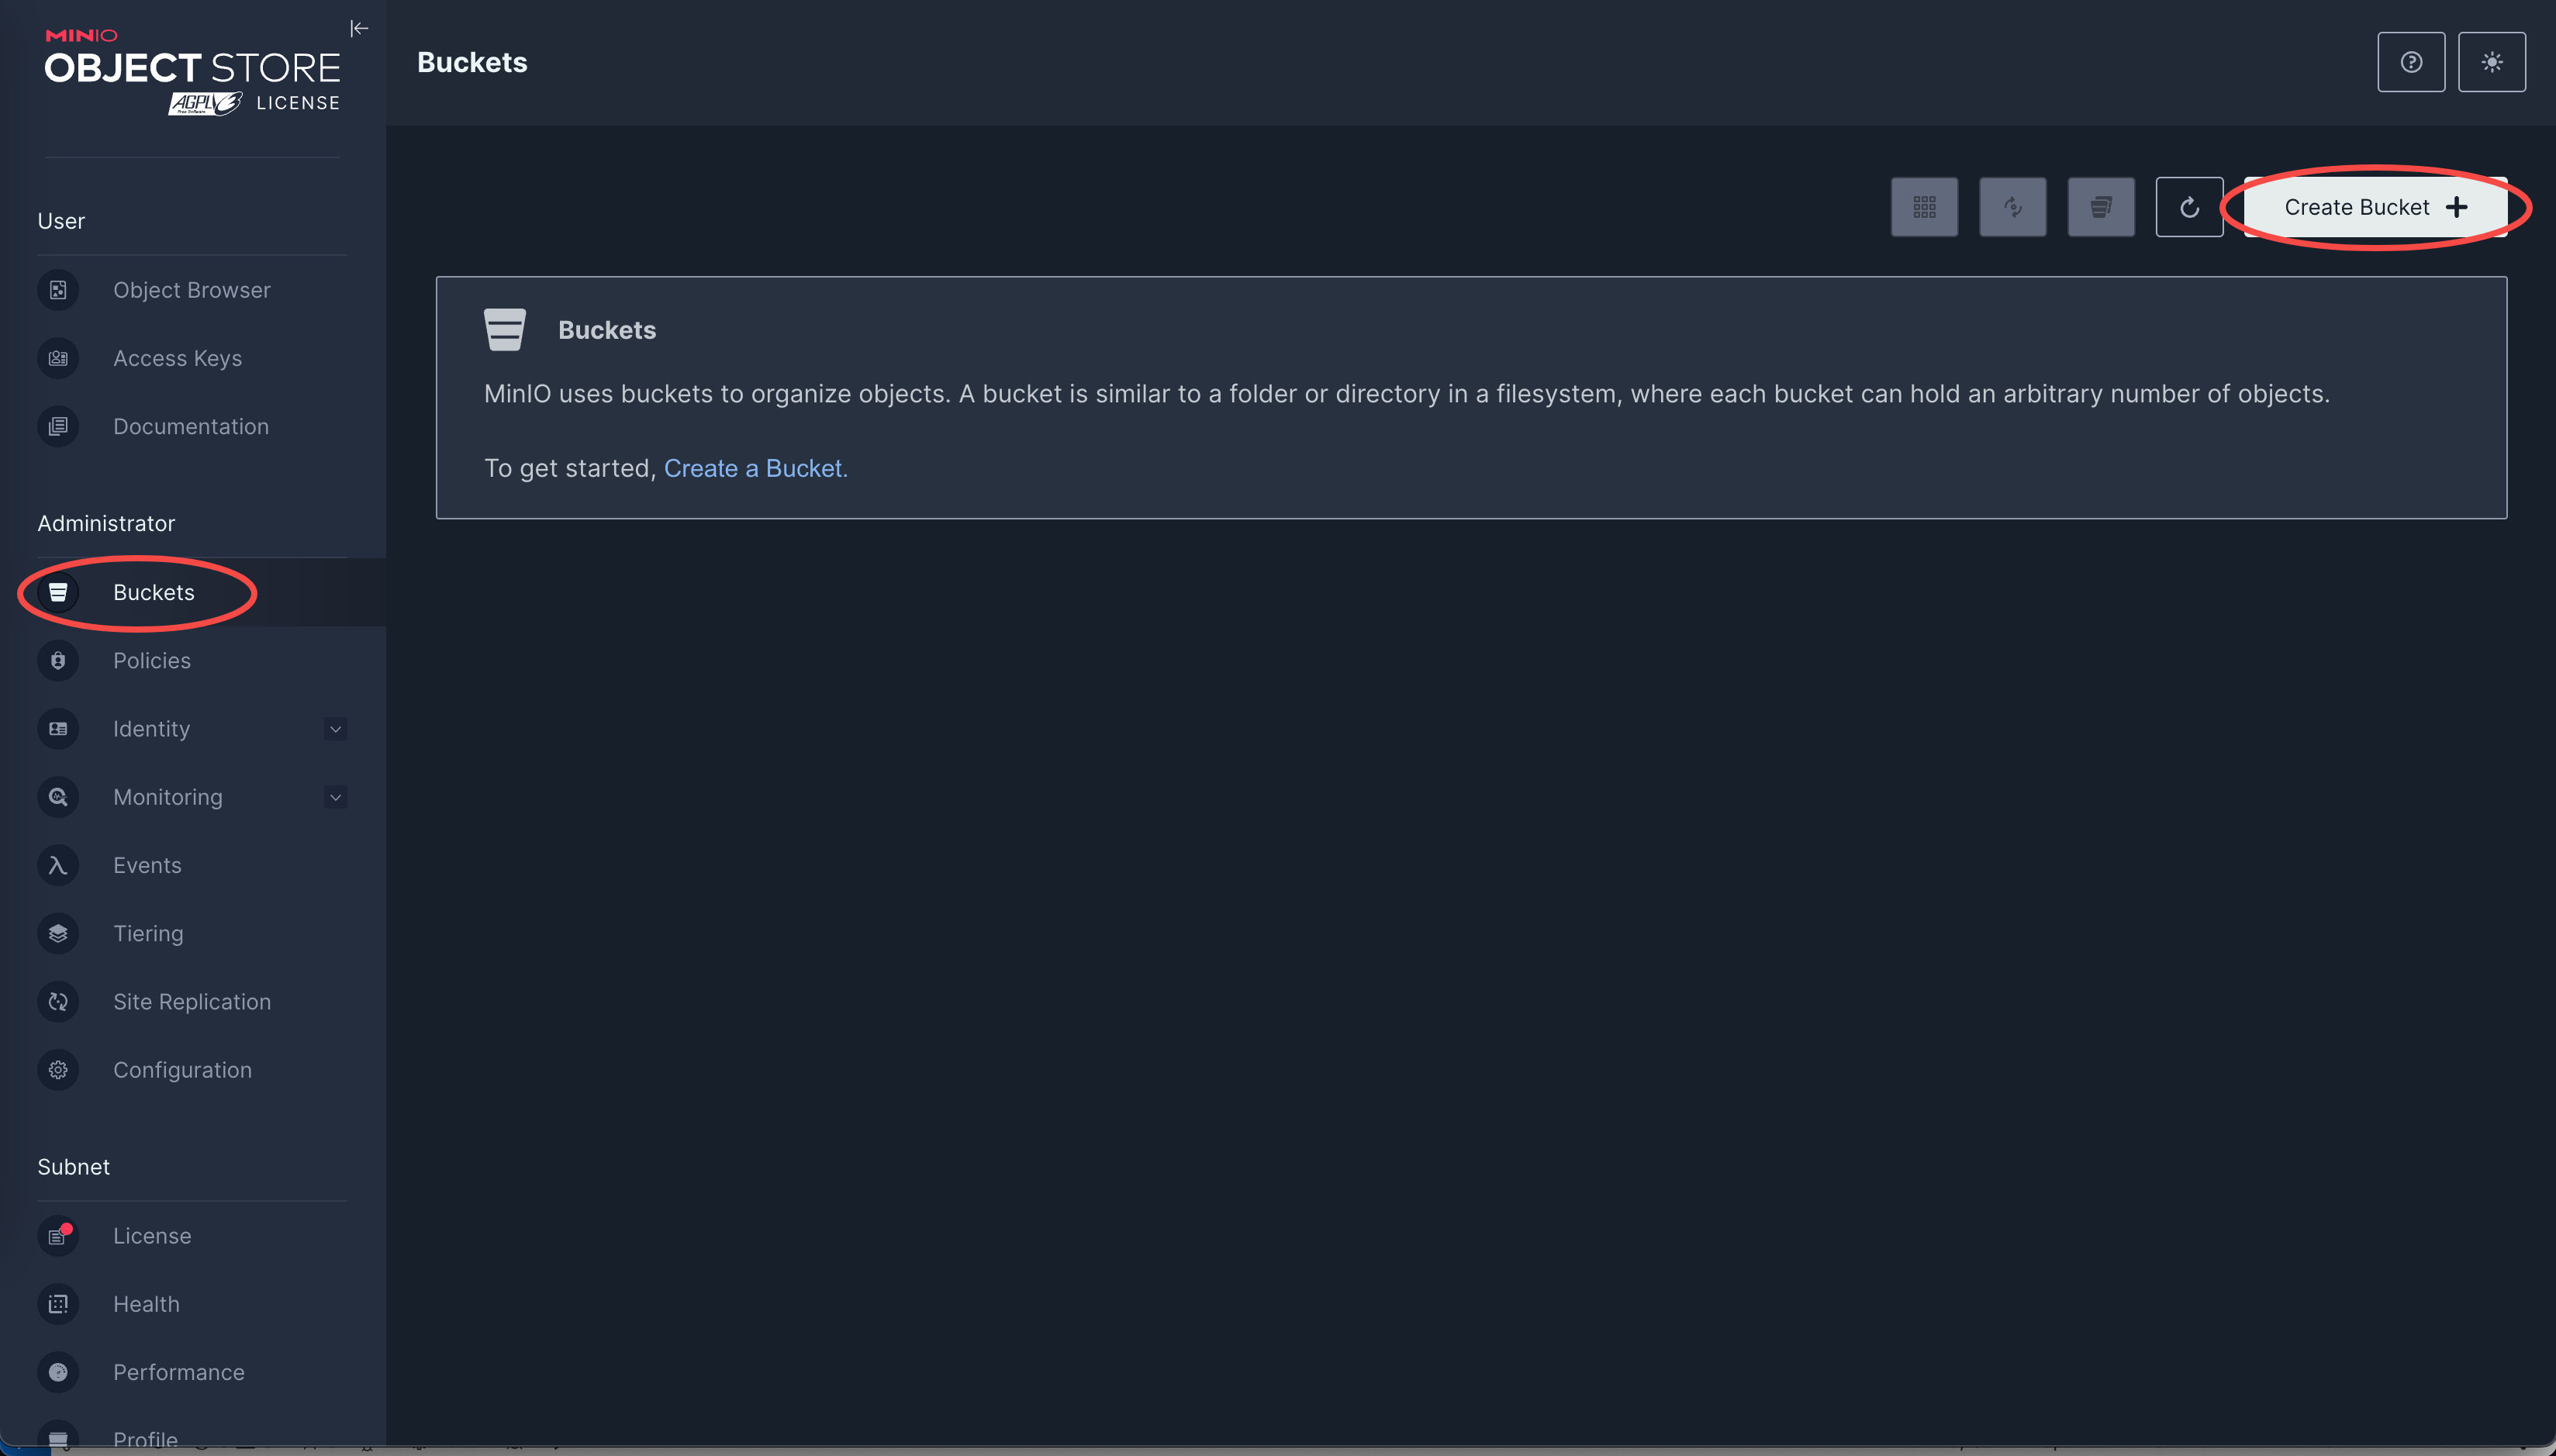 MINIO
OBJECT STORE
AGPLv3 LICENSE
Free Software
User
Object Browser
Access Keys
Documentation
Administrator
Buckets
Policies
Identity
Monitoring
Events
Tiering
Site Replication
Configuration
Subnet
License
Health
Performance
Profile
Buckets
Create Bucket +
Buckets
MinIO uses buckets to organize objects. A bucket is similar to a folder or directory in a filesystem, where each bucket can hold an arbitrary number of objects.
To get started, Create a Bucket.